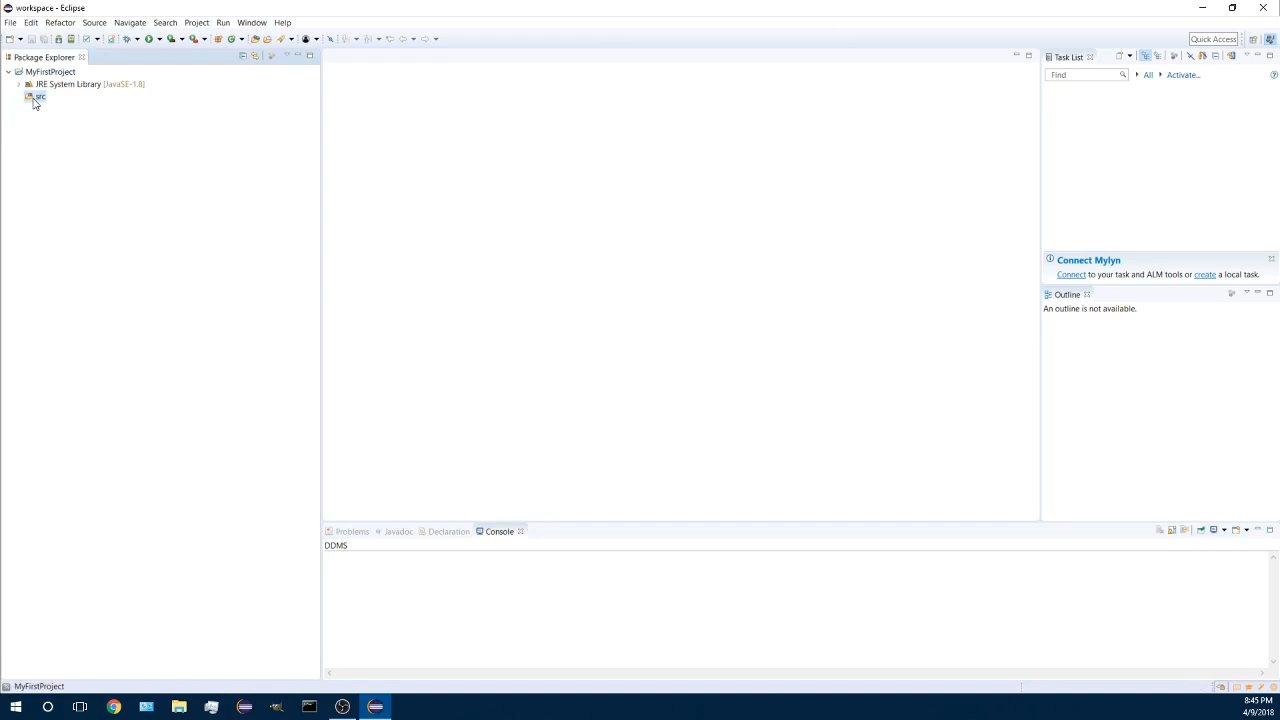 workspace - Eclipse
File Edit Refactor Source Navigate Search Project Run Window Help
Quick Access
Package Explorer
MyFirstProject
JRE System Library [JavaSE-1.8]
src
Task List
Find All Activate...
Connect Mylyn
Connect to your task and ALM tools or create a local task.
Outline
An outline is not available.
Problems Javadoc Declaration Console
DDMS
MyFirstProject
8:45 PM
4/9/2018